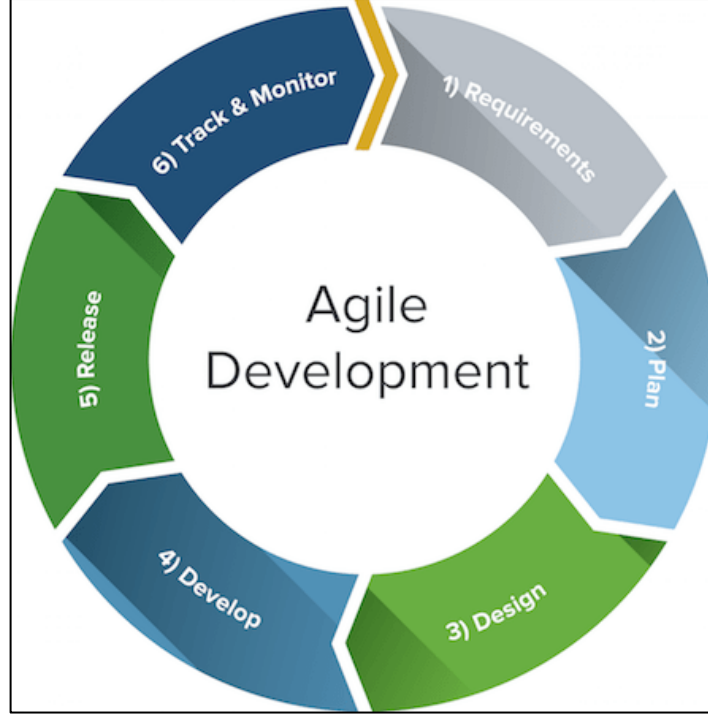 Agile
Development
1) Requirements
2) Plan
3) Design
4) Develop
5) Release
6) Track & Monitor